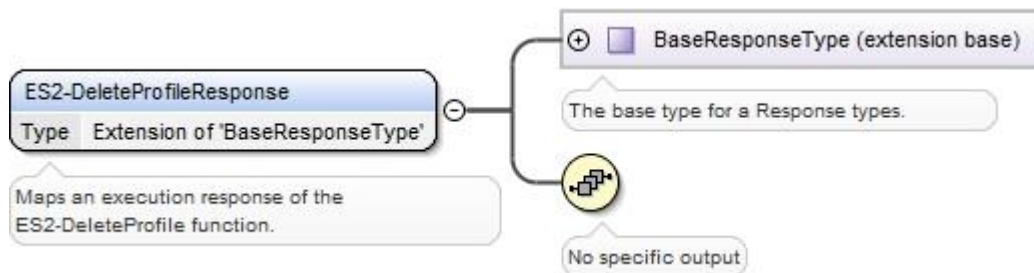 ES2-DeleteProfileResponse
Type Extension of 'BaseResponseType'
Maps an execution response of the
ES2-DeleteProfile function.
BaseResponseType (extension base)
The base type for a Response types.
No specific output